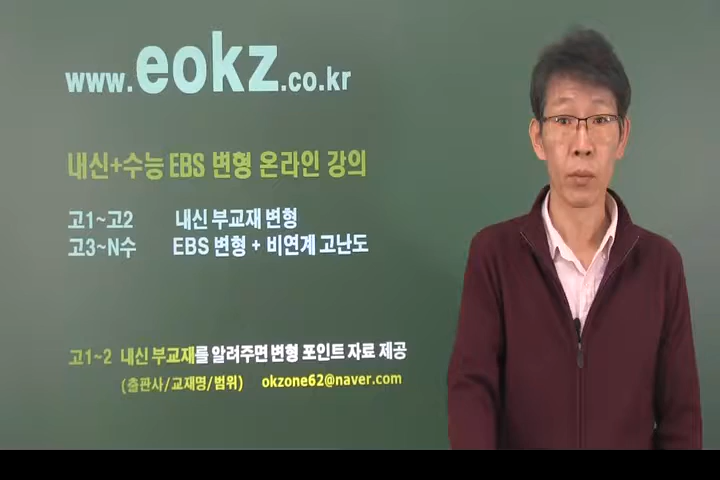 www.eokz.co.kr
내신+수능 EBS 변형 온라인 강의
고1~고2 내신 부교재 변형
고3~N수 EBS 변형 + 비연계 고난도
고1~2 내신 부교재를 알려주면 변형 포인트 자료 제공
(출판사/교재명/범위) okzone62@naver.com